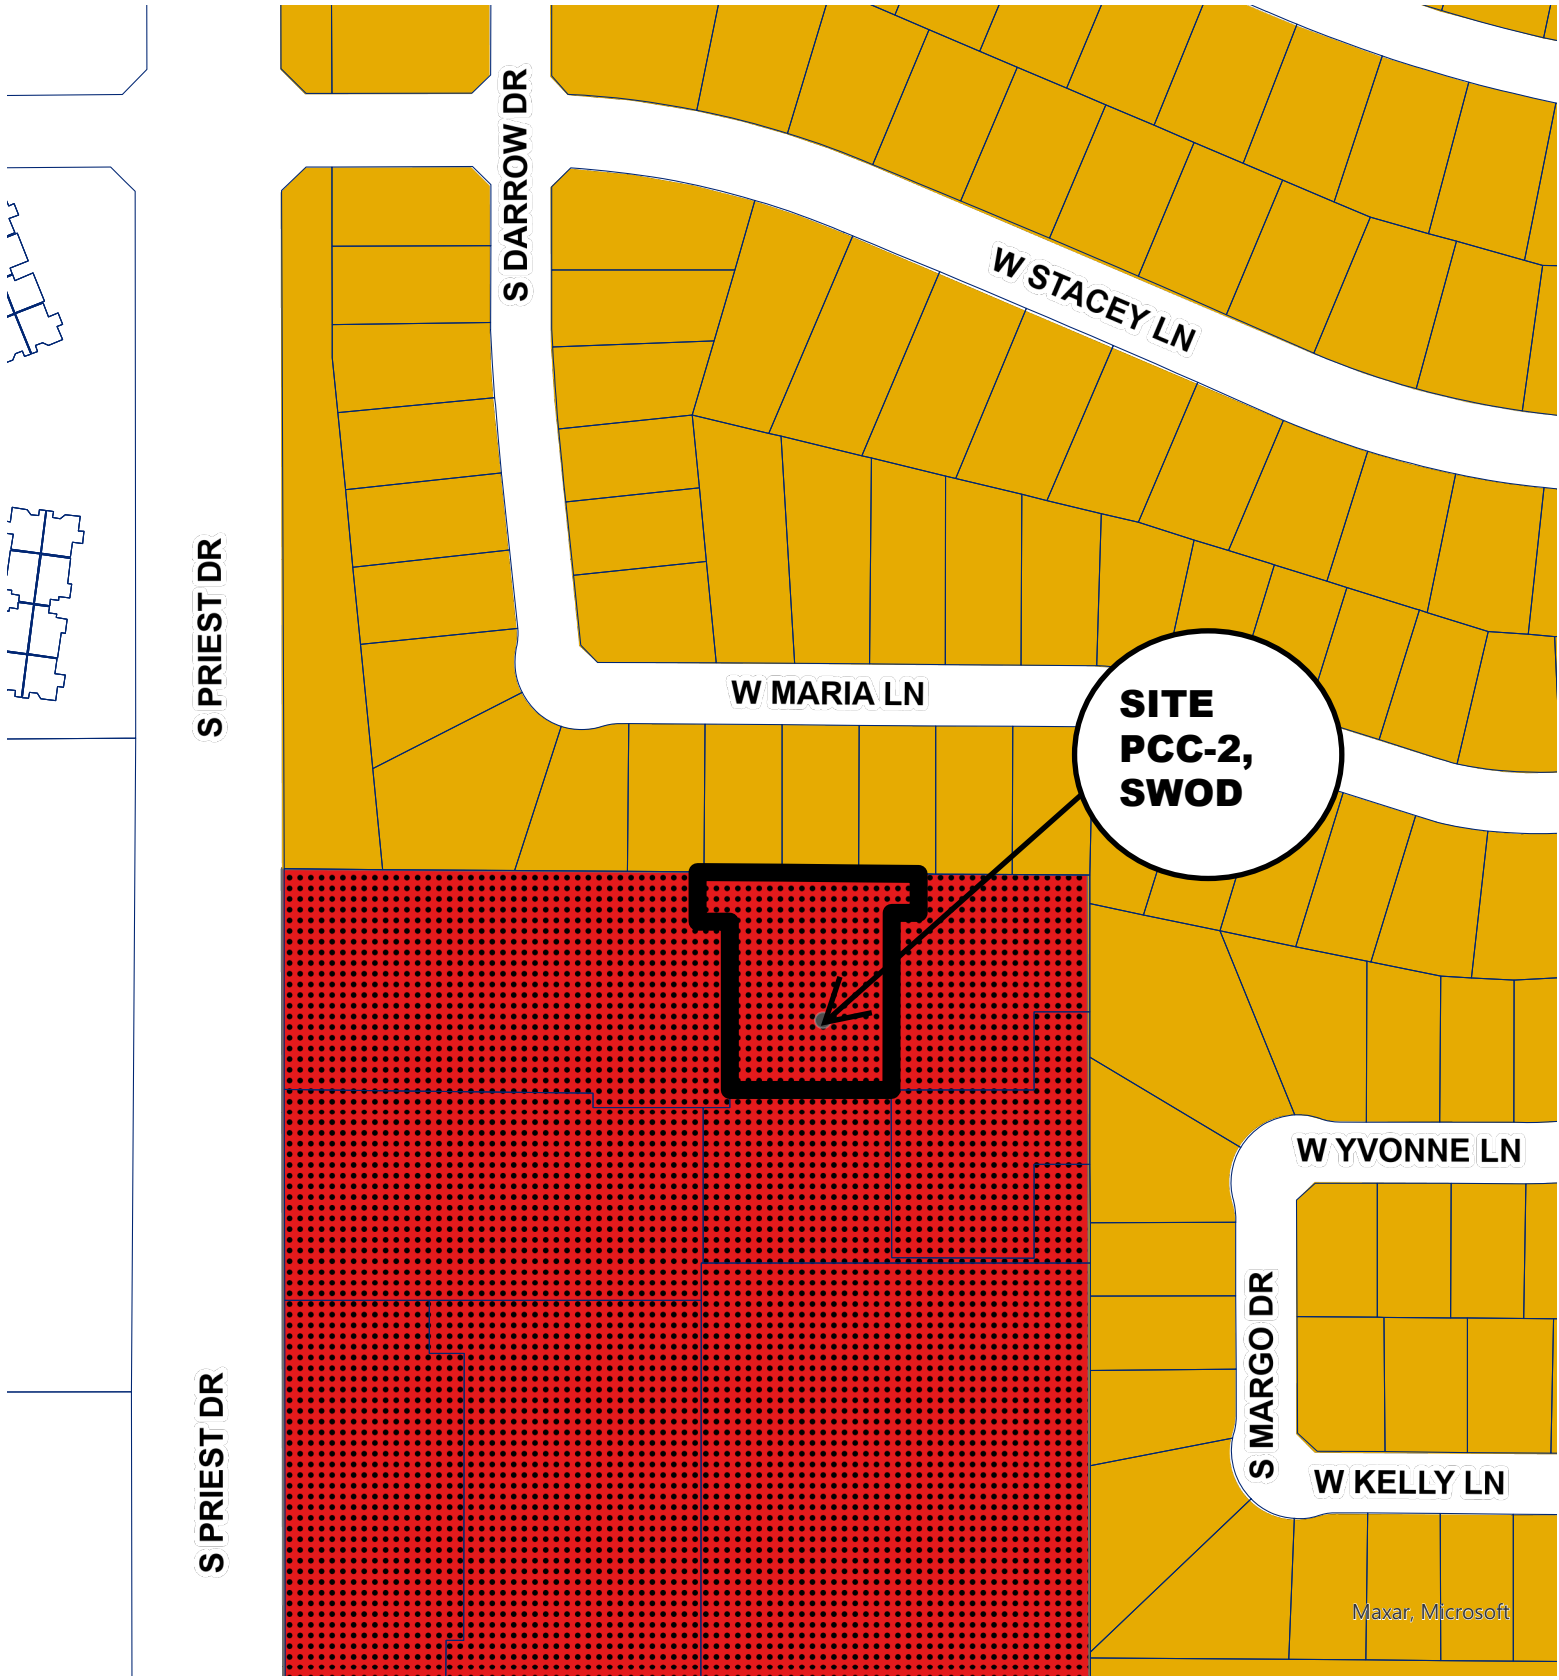 S DARROW DR
W STACEY LN
S PRIEST DR
W MARIA LN
SITE
PCC-2,
SWOD
W YVONNE LN
S MARGO DR
S PRIEST DR
W KELLY LN
Maxar, Microsoft